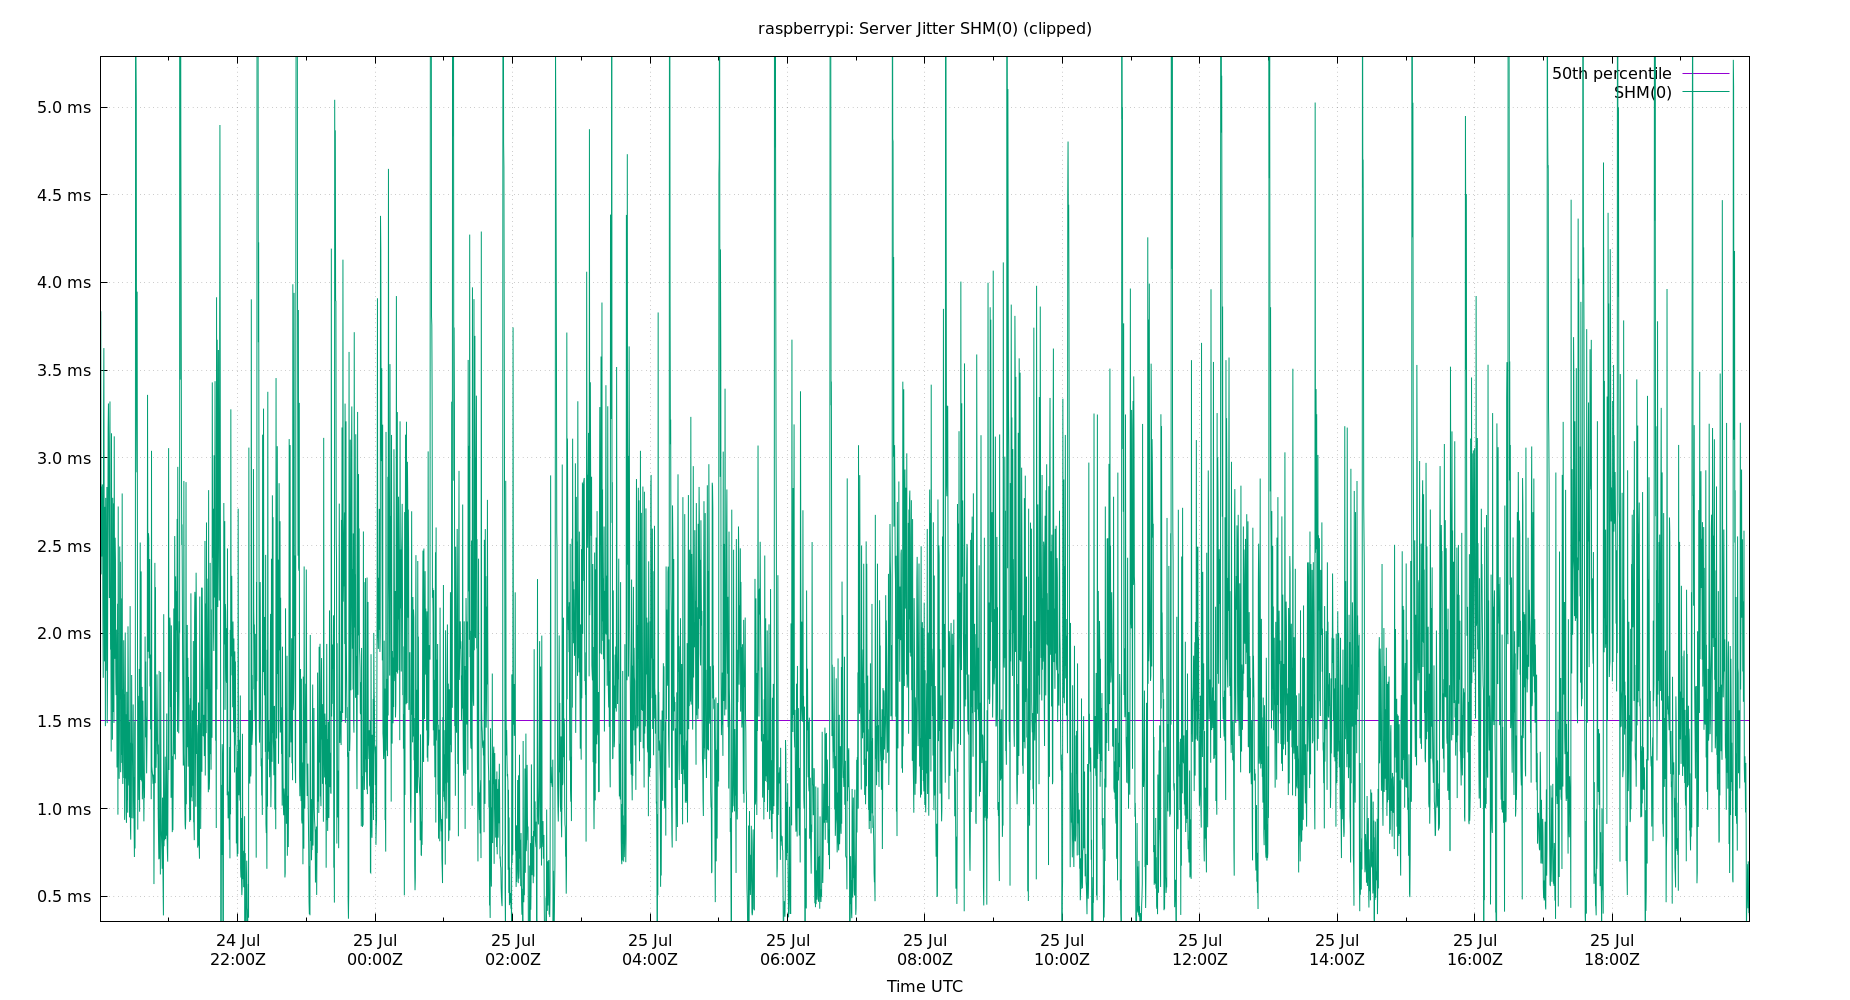 raspberrypi: Server Jitter SHM(0) (clipped)
50th percentile
SHM(0)
5.0 ms
4.5 ms
4.0 ms
3.5 ms
3.0 ms
2.5 ms
2.0 ms
1.5 ms
1.0 ms
0.5 ms
24 Jul 25 Jul 25 Jul 25 Jul 25 Jul 25 Jul 25 Jul 25 Jul 25 Jul 25 Jul 25 Jul
22:00Z 00:00Z 02:00Z 04:00Z 06:00Z 08:00Z 10:00Z 12:00Z 14:00Z 16:00Z 18:00Z
Time UTC